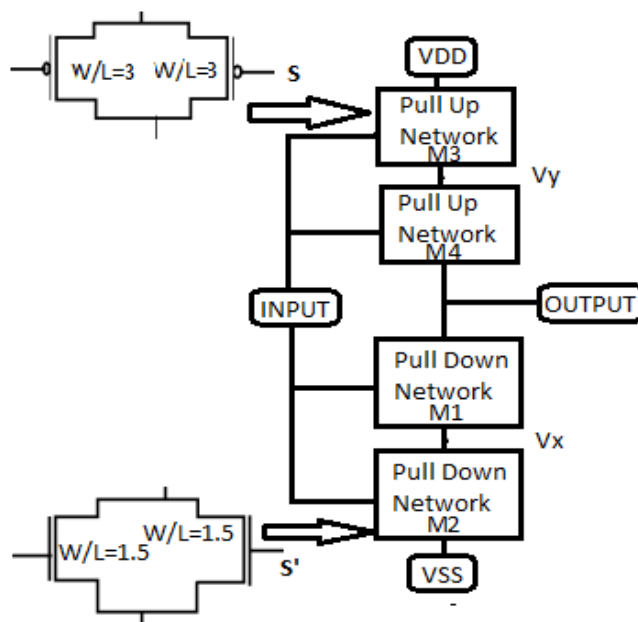 W/L=3
W/L=3
S
VDD
Pull Up
Network
M3
Vy
Pull Up
Network
M4
INPUT
OUTPUT
Pull Down
Network
M1
Vx
Pull Down
Network
M2
W/L=1.5
W/L=1.5
S'
VSS